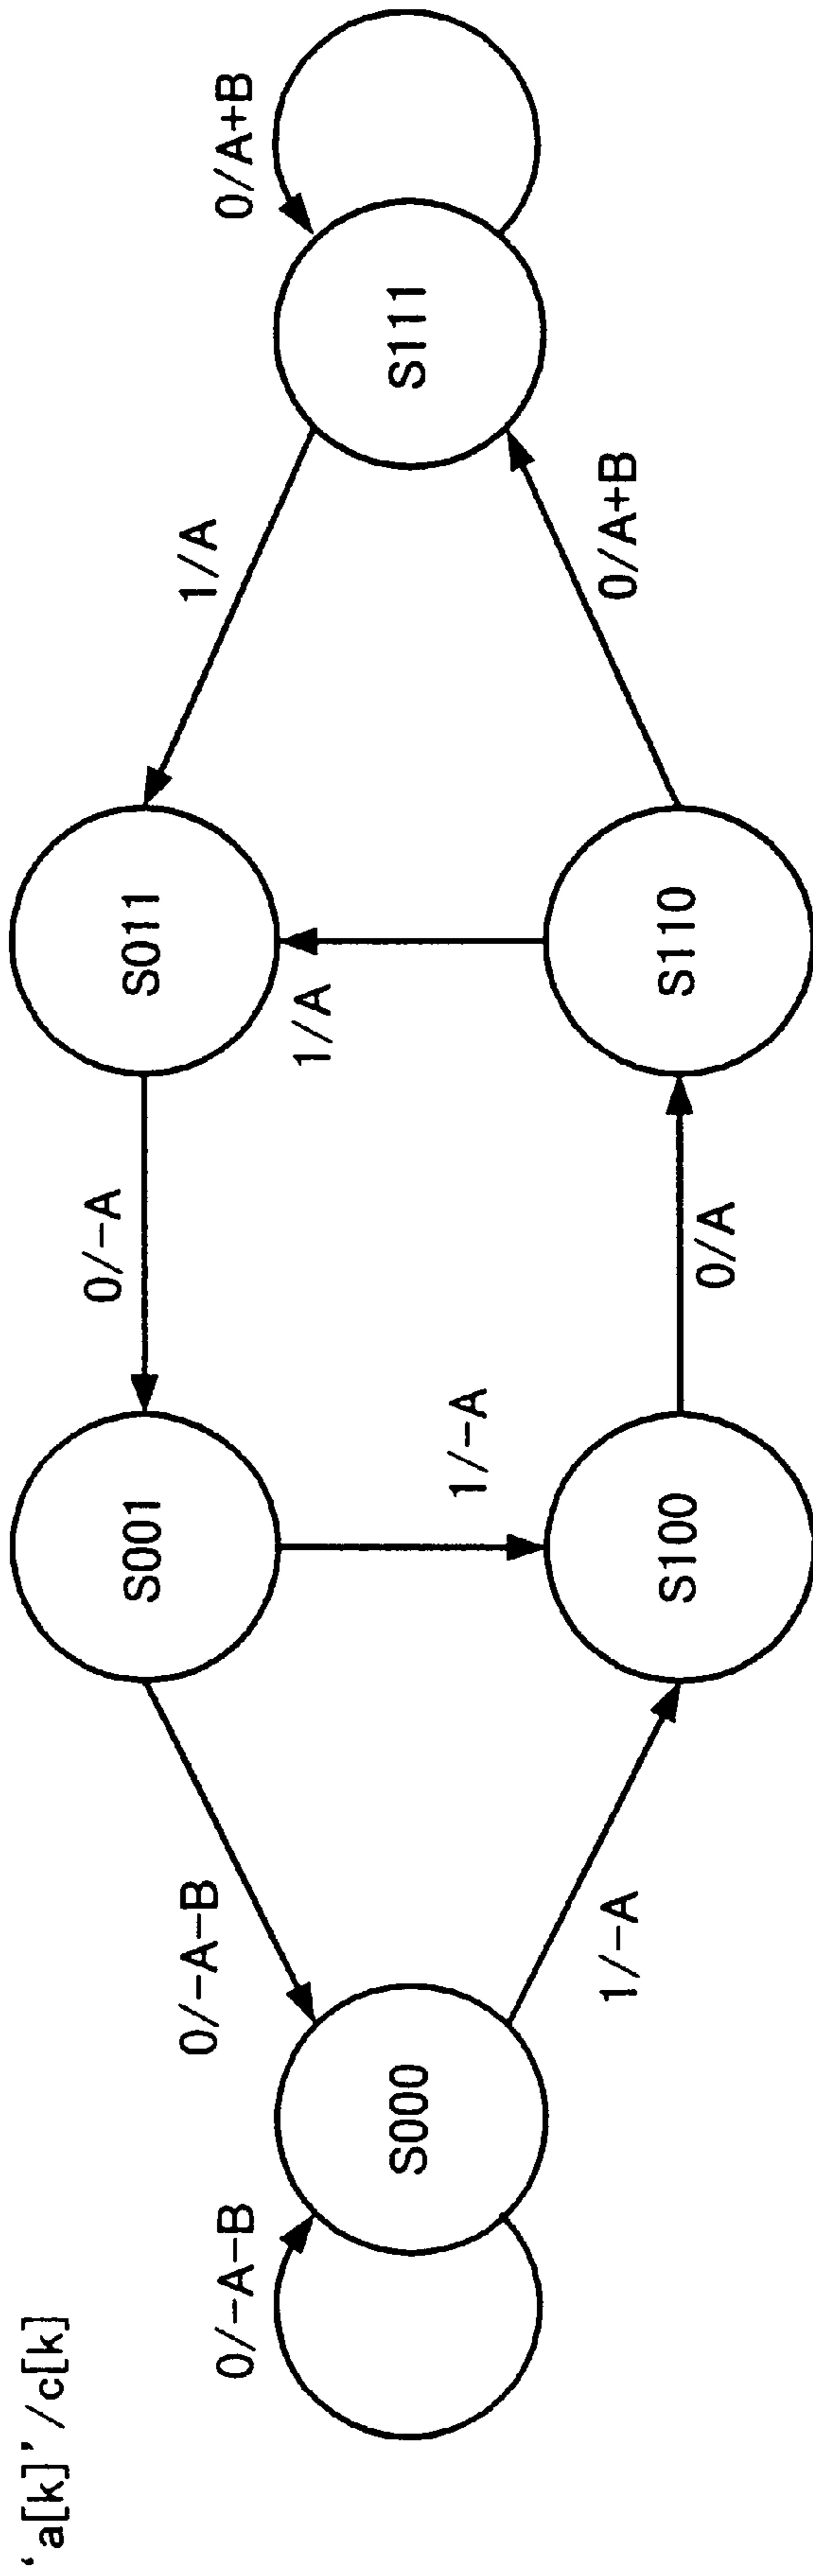 'a[k]'/c[k]
0/-A
S001
S011
0/-A-B
1/A
0/-A-B
0/A+B
1/A
S000
S111
1/-A
1/-A
0/A+B
S100
S110
0/A